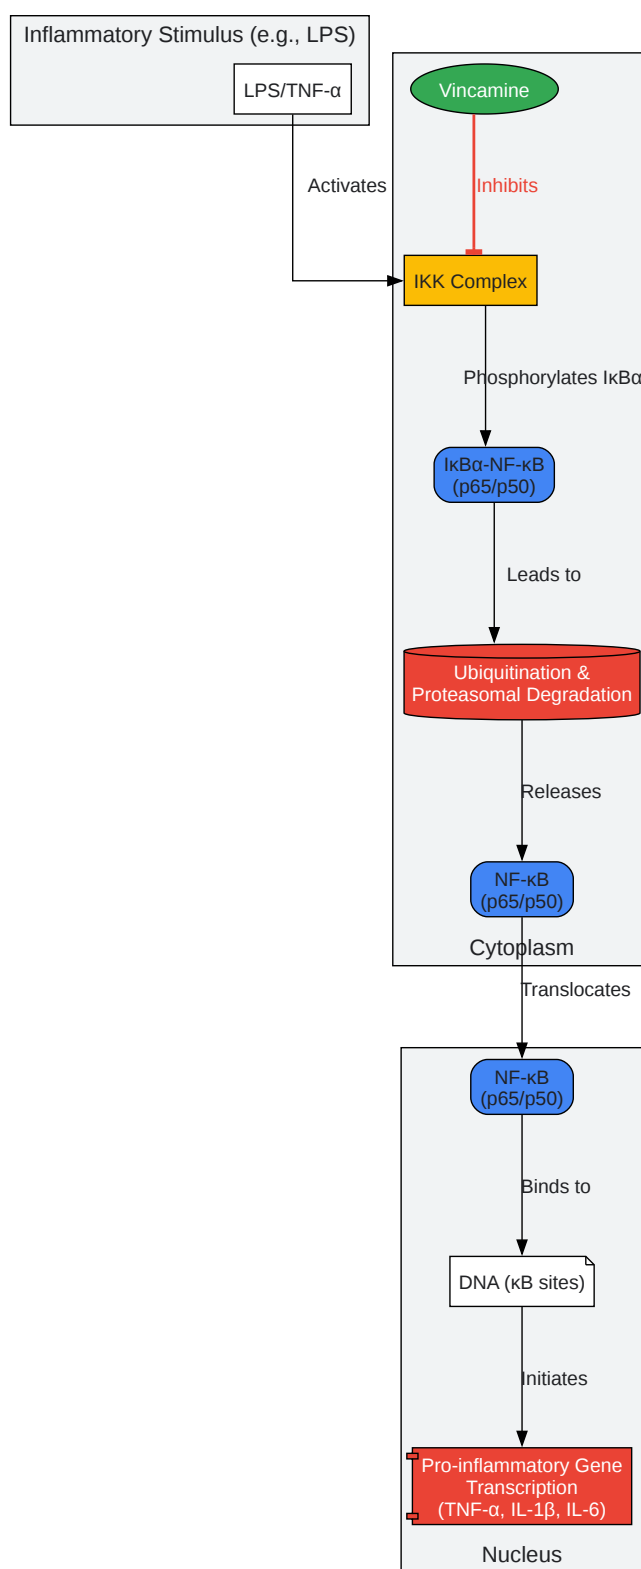 Inflammatory Stimulus (e.g., LPS)
LPS/TNF-α
Vincamine
Activates
Inhibits
IKK Complex
Phosphorylates IκBα
IκBα-NF-κB
(p65/p50)
Leads to
Ubiquitination &
Proteasomal Degradation
Releases
NF-κB
(p65/p50)
Cytoplasm
Translocates
NF-κB
(p65/p50)
Binds to
DNA (κB sites)
Initiates
Pro-inflammatory Gene
Transcription
(TNF-α, IL-1β, IL-6)
Nucleus